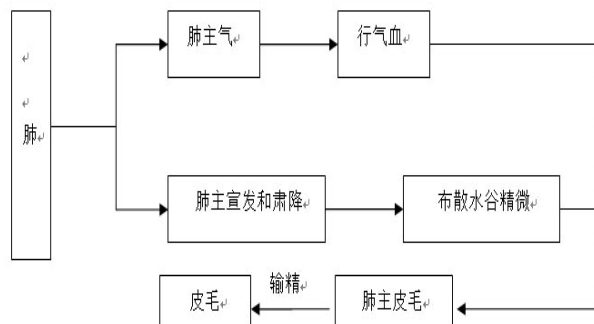 肺主气
行气血
肺
肺主宣发和肃降
布散水谷精微
皮毛
输精
肺主皮毛